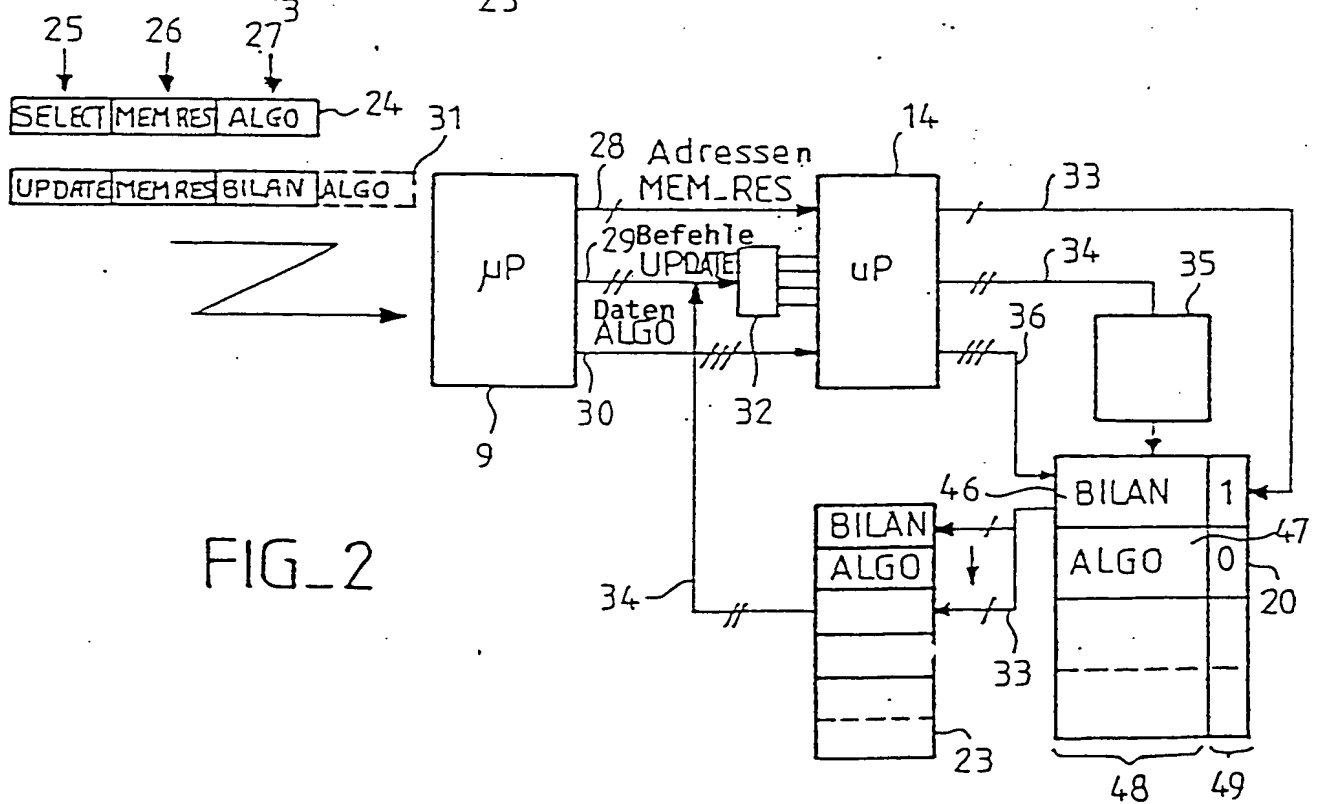 3 25
25 26 27
SELECT MEM RES ALGO 24
31
UPDATE MEM RES BILAN ALGO
28 Adressen
MEM_RES
14
33
29 Befehle
UPDATE
µP
uP
34
35
Daten
ALGO
36
30
32
9
46 BILAN 1
47
ALGO 0
20
BILAN
ALGO
FIG_2
34
33
23
48 49